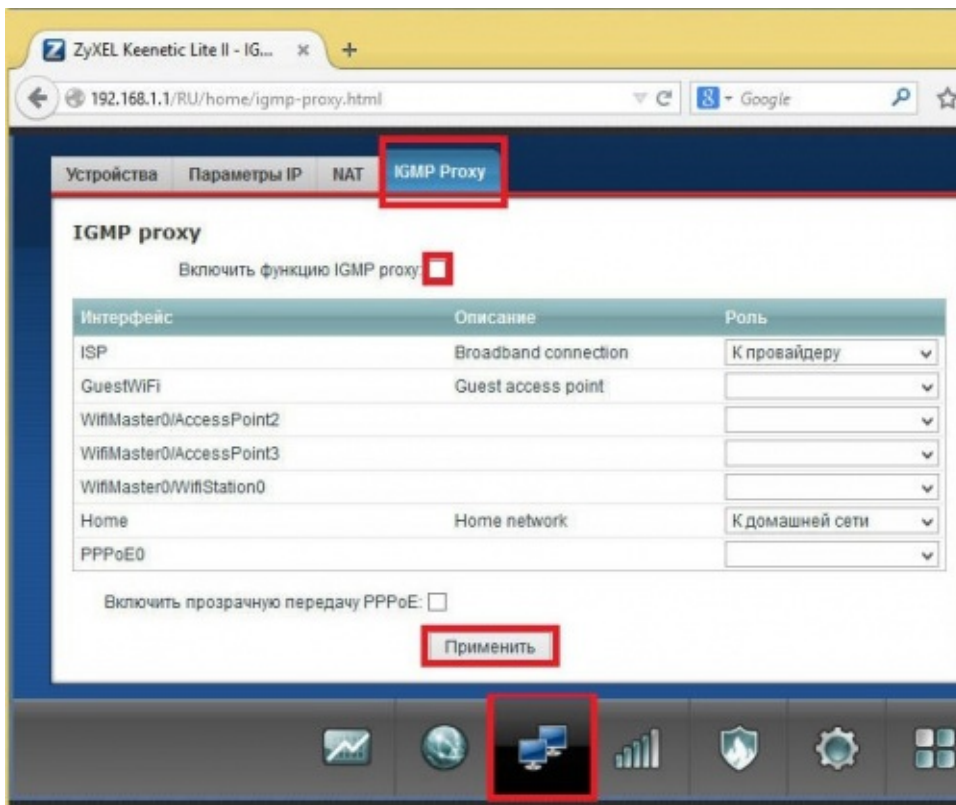 ZyXEL Keenetic Lite II - IG... × +
192.168.1.1/RU/home/igmp-proxy.html
8 Google
Устройства Параметры IP NAT IGMP Proxy
IGMP proxy
Включить функцию IGMP proxy:
Интерфейс Описание Роль
ISP Broadband connection К провайдеру
GuestWiFi Guest access point
WifiMaster0/AccessPoint2
WifiMaster0/AccessPoint3
WifiMaster0/WifiStation0
Home Home network К домашней сети
PPPoE0
Включить прозрачную передачу PPPoE:
Применить